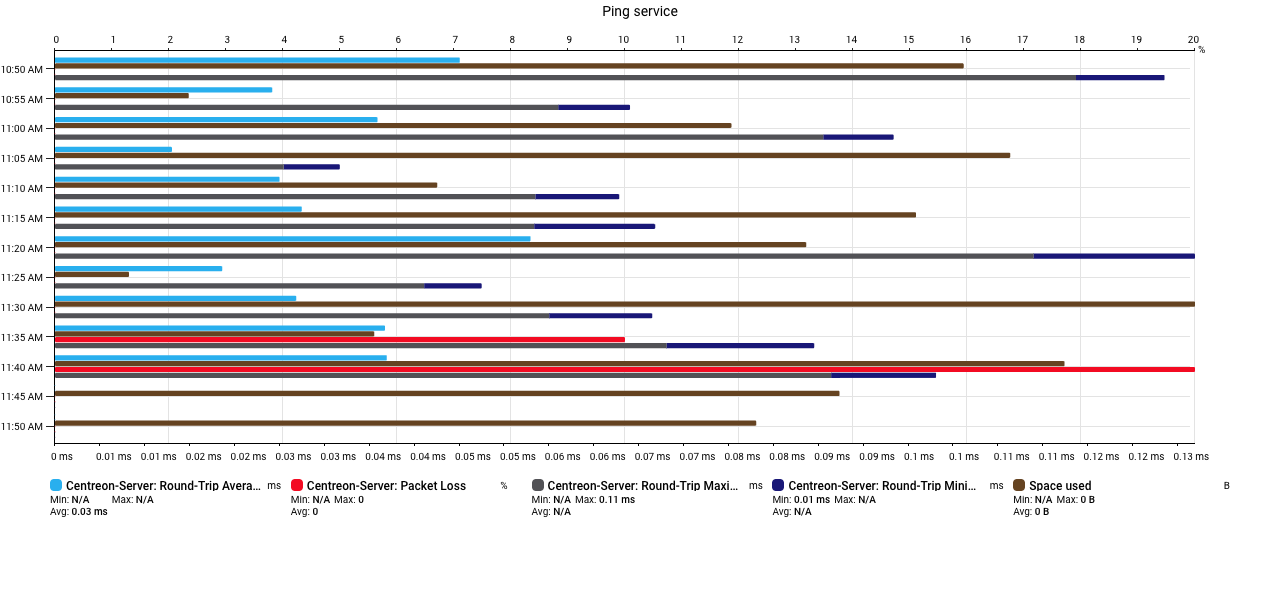 Ping service
0 1 2 3 4 5 6 7 8 9 10 11 12 13 14 15 16 17 18 19 20
%
10:50 AM
10:55 AM
11:00 AM
11:05 AM
11:10 AM
11:15 AM
11:20 AM
11:25 AM
11:30 AM
11:35 AM
11:40 AM
11:45 AM
11:50 AM
0 ms 0.01 ms 0.01 ms 0.02 ms 0.02 ms 0.03 ms 0.03 ms 0.04 ms 0.04 ms 0.05 ms 0.05 ms 0.06 ms 0.06 ms 0.07 ms 0.07 ms 0.08 ms 0.08 ms 0.09 ms 0.09 ms 0.1 ms 0.1 ms 0.11 ms 0.11 ms 0.12 ms 0.12 ms 0.13 ms
Centreon-Server: Round-Trip Avera... ms Centreon-Server: Packet Loss % Centreon-Server: Round-Trip Maxi... ms Centreon-Server: Round-Trip Mini... ms Space used B
Min: N/A Max: N/A Min: N/A Max: 0 Min: N/A Max: 0.11 ms Min: 0.01 ms Max: N/A Min: N/A Max: 0 B
Avg: 0.03 ms Avg: 0 Avg: N/A Avg: N/A Avg: 0 B